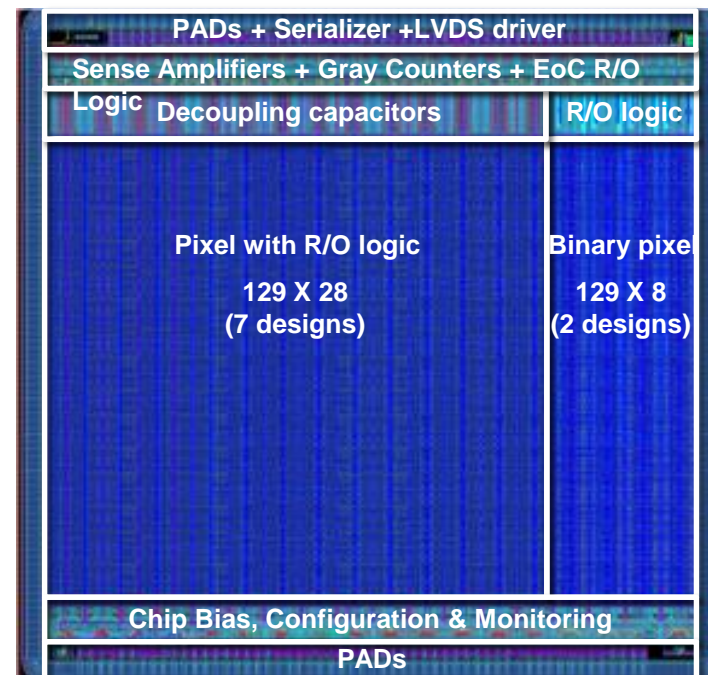 PADs + Serializer +LVDS driver
Sense Amplifiers + Gray Counters + EoC R/O
Logic
Decoupling capacitors
R/O logic
Pixel with R/O logic
129 X 28
(7 designs)
Binary pixel
129 X 8
(2 designs)
Chip Bias, Configuration & Monitoring
PADs